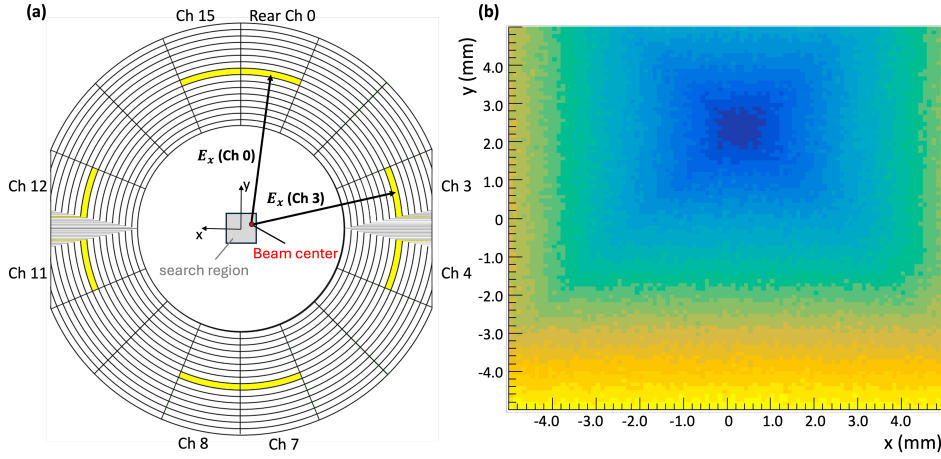 (a)
Ch 15 Rear Ch 0
Ch 12
Ch 3
Ch 11
Ch 4
Ch 8
Ch 7
E_x (Ch 0)
E_x (Ch 3)
y
x
Beam center
search region
(b)
y (mm)
4.0
3.0
2.0
1.0
0
-1.0
-2.0
-3.0
-4.0
-4.0 -3.0 -2.0 -1.0 0 1.0 2.0 3.0 4.0
x (mm)